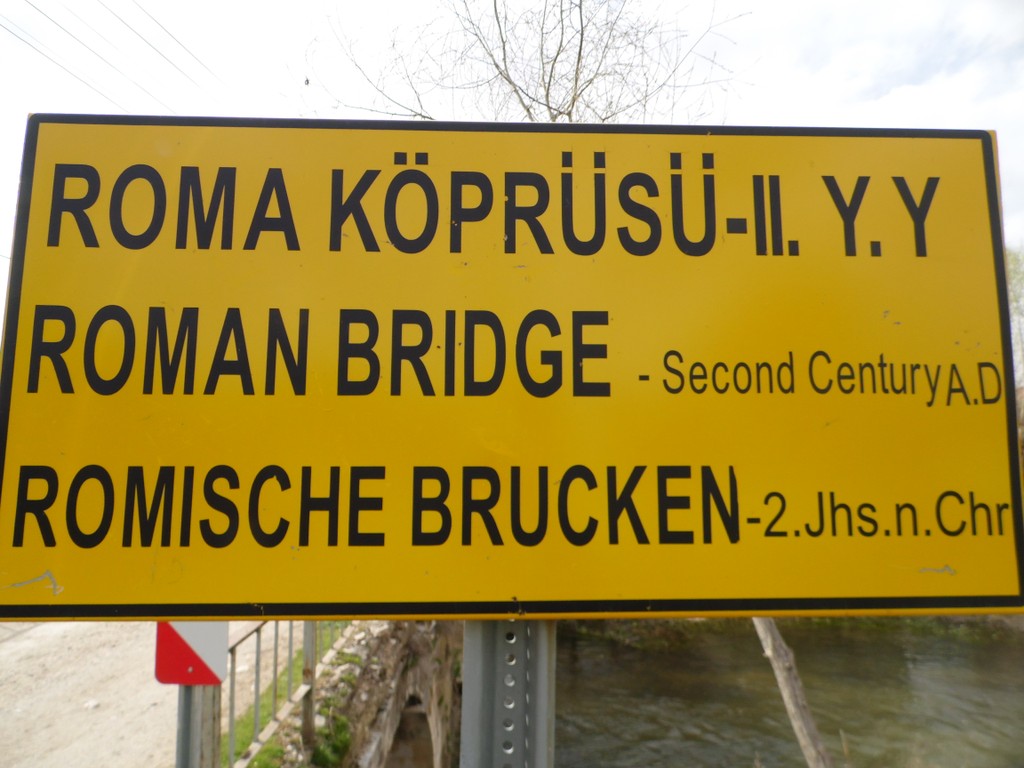 ROMA KÖPRÜSÜ-II. Y.Y
ROMAN BRIDGE - Second Century A.D
ROMISCHE BRUCKEN-2.Jhs.n.Chr